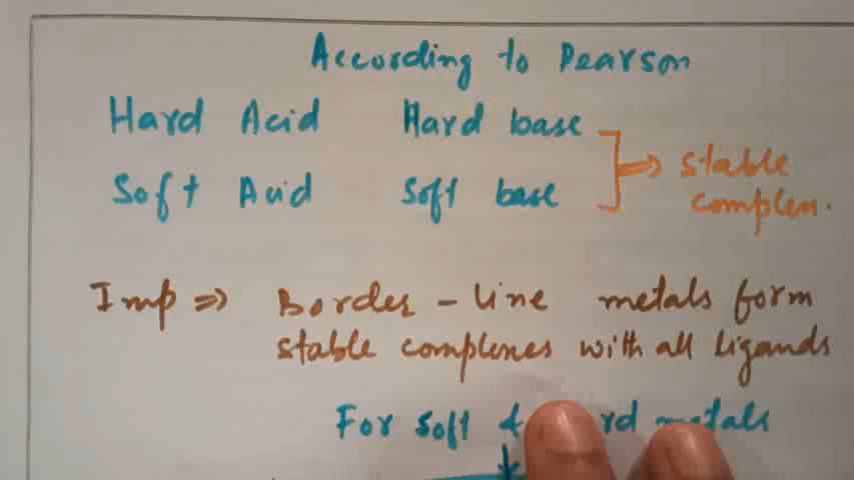 According to Pearson
Hard Acid Hard base
Soft Acid Soft base
⇒ stable complex.
Imp ⇒ Border - line metals form
stable complexes with all ligands
For soft & metals